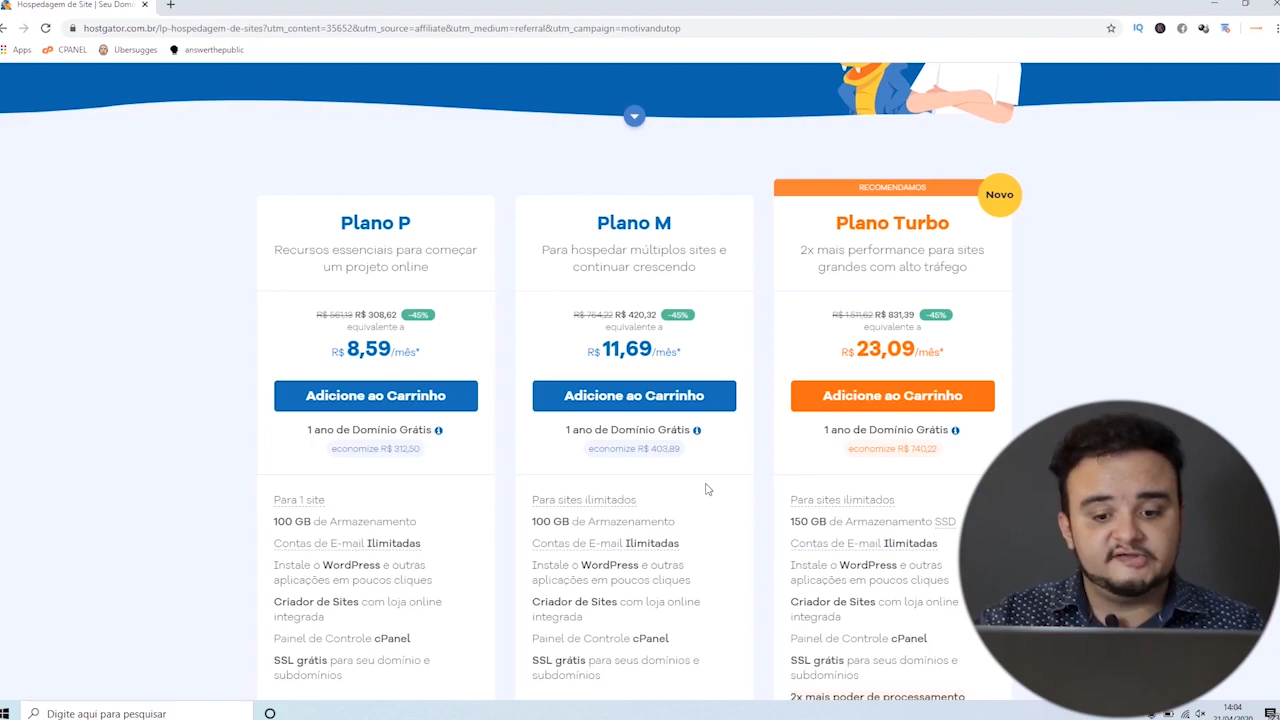 Hospedagem de Site | Seu Domí
hostgator.com.br/lp-hospedagem-de-sites?utm_content=35652&utm_source=affiliate&utm_medium=referral&utm_campaign=motivandutop
Apps CPANEL Ubersugges answerthepublic
RECOMENDAMOS
Novo
Plano P
Recursos essenciais para começar
um projeto online
R$ 561,13 R$ 308,62 -45%
equivalente a
R$ 8,59/mês*
Adicione ao Carrinho
1 ano de Domínio Grátis
economize R$ 312,50
Para 1 site
100 GB de Armazenamento
Contas de E-mail Ilimitadas
Instale o WordPress e outras
aplicações em poucos cliques
Criador de Sites com loja online
integrada
Painel de Controle cPanel
SSL grátis para seu domínio e
subdomínios
Plano M
Para hospedar múltiplos sites e
continuar crescendo
R$ 764,22 R$ 420,32 -45%
equivalente a
R$ 11,69/mês*
Adicione ao Carrinho
1 ano de Domínio Grátis
economize R$ 403,89
Para sites ilimitados
100 GB de Armazenamento
Contas de E-mail Ilimitadas
Instale o WordPress e outras
aplicações em poucos cliques
Criador de Sites com loja online
integrada
Painel de Controle cPanel
SSL grátis para seus domínios e
subdomínios
Plano Turbo
2x mais performance para sites
grandes com alto tráfego
R$ 1.511,62 R$ 831,39 -45%
equivalente a
R$ 23,09/mês*
Adicione ao Carrinho
1 ano de Domínio Grátis
economize R$ 740,22
Para sites ilimitados
150 GB de Armazenamento SSD
Contas de E-mail Ilimitadas
Instale o WordPress e outras
aplicações em poucos cliques
Criador de Sites com loja online
integrada
Painel de Controle cPanel
SSL grátis para seus domínios e
subdomínios
2x mais poder de processamento
Digite aqui para pesquisar
14:04
21/04/2020